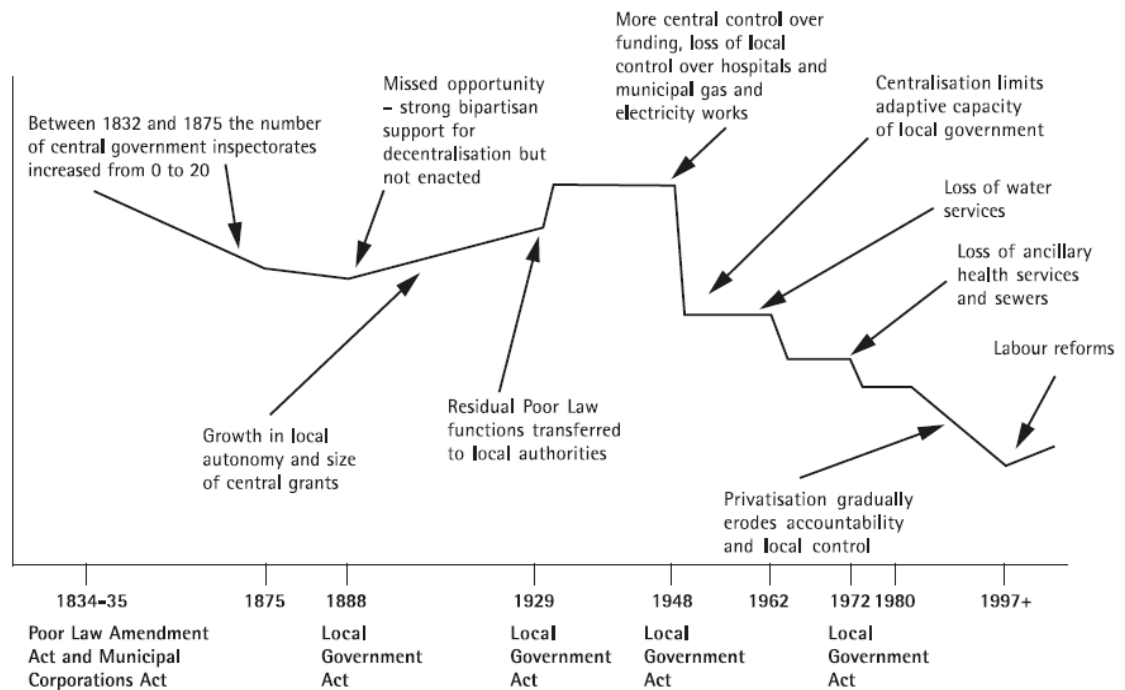 More central control over
funding, loss of local
control over hospitals and
municipal gas and
electricity works
Missed opportunity
– strong bipartisan
support for
decentralisation but
not enacted
Centralisation limits
adaptive capacity
of local government
Between 1832 and 1875 the number
of central government inspectorates
increased from 0 to 20
Loss of water
services
Loss of ancillary
health services
and sewers
Labour reforms
Residual Poor Law
functions transferred
to local authorities
Growth in local
autonomy and size
of central grants
Privatisation gradually
erodes accountability
and local control
1834–35
1875
1888
1929
1948
1962
1972
1980
1997+
Poor Law Amendment
Act and Municipal
Corporations Act
Local
Government
Act
Local
Government
Act
Local
Government
Act
Local
Government
Act